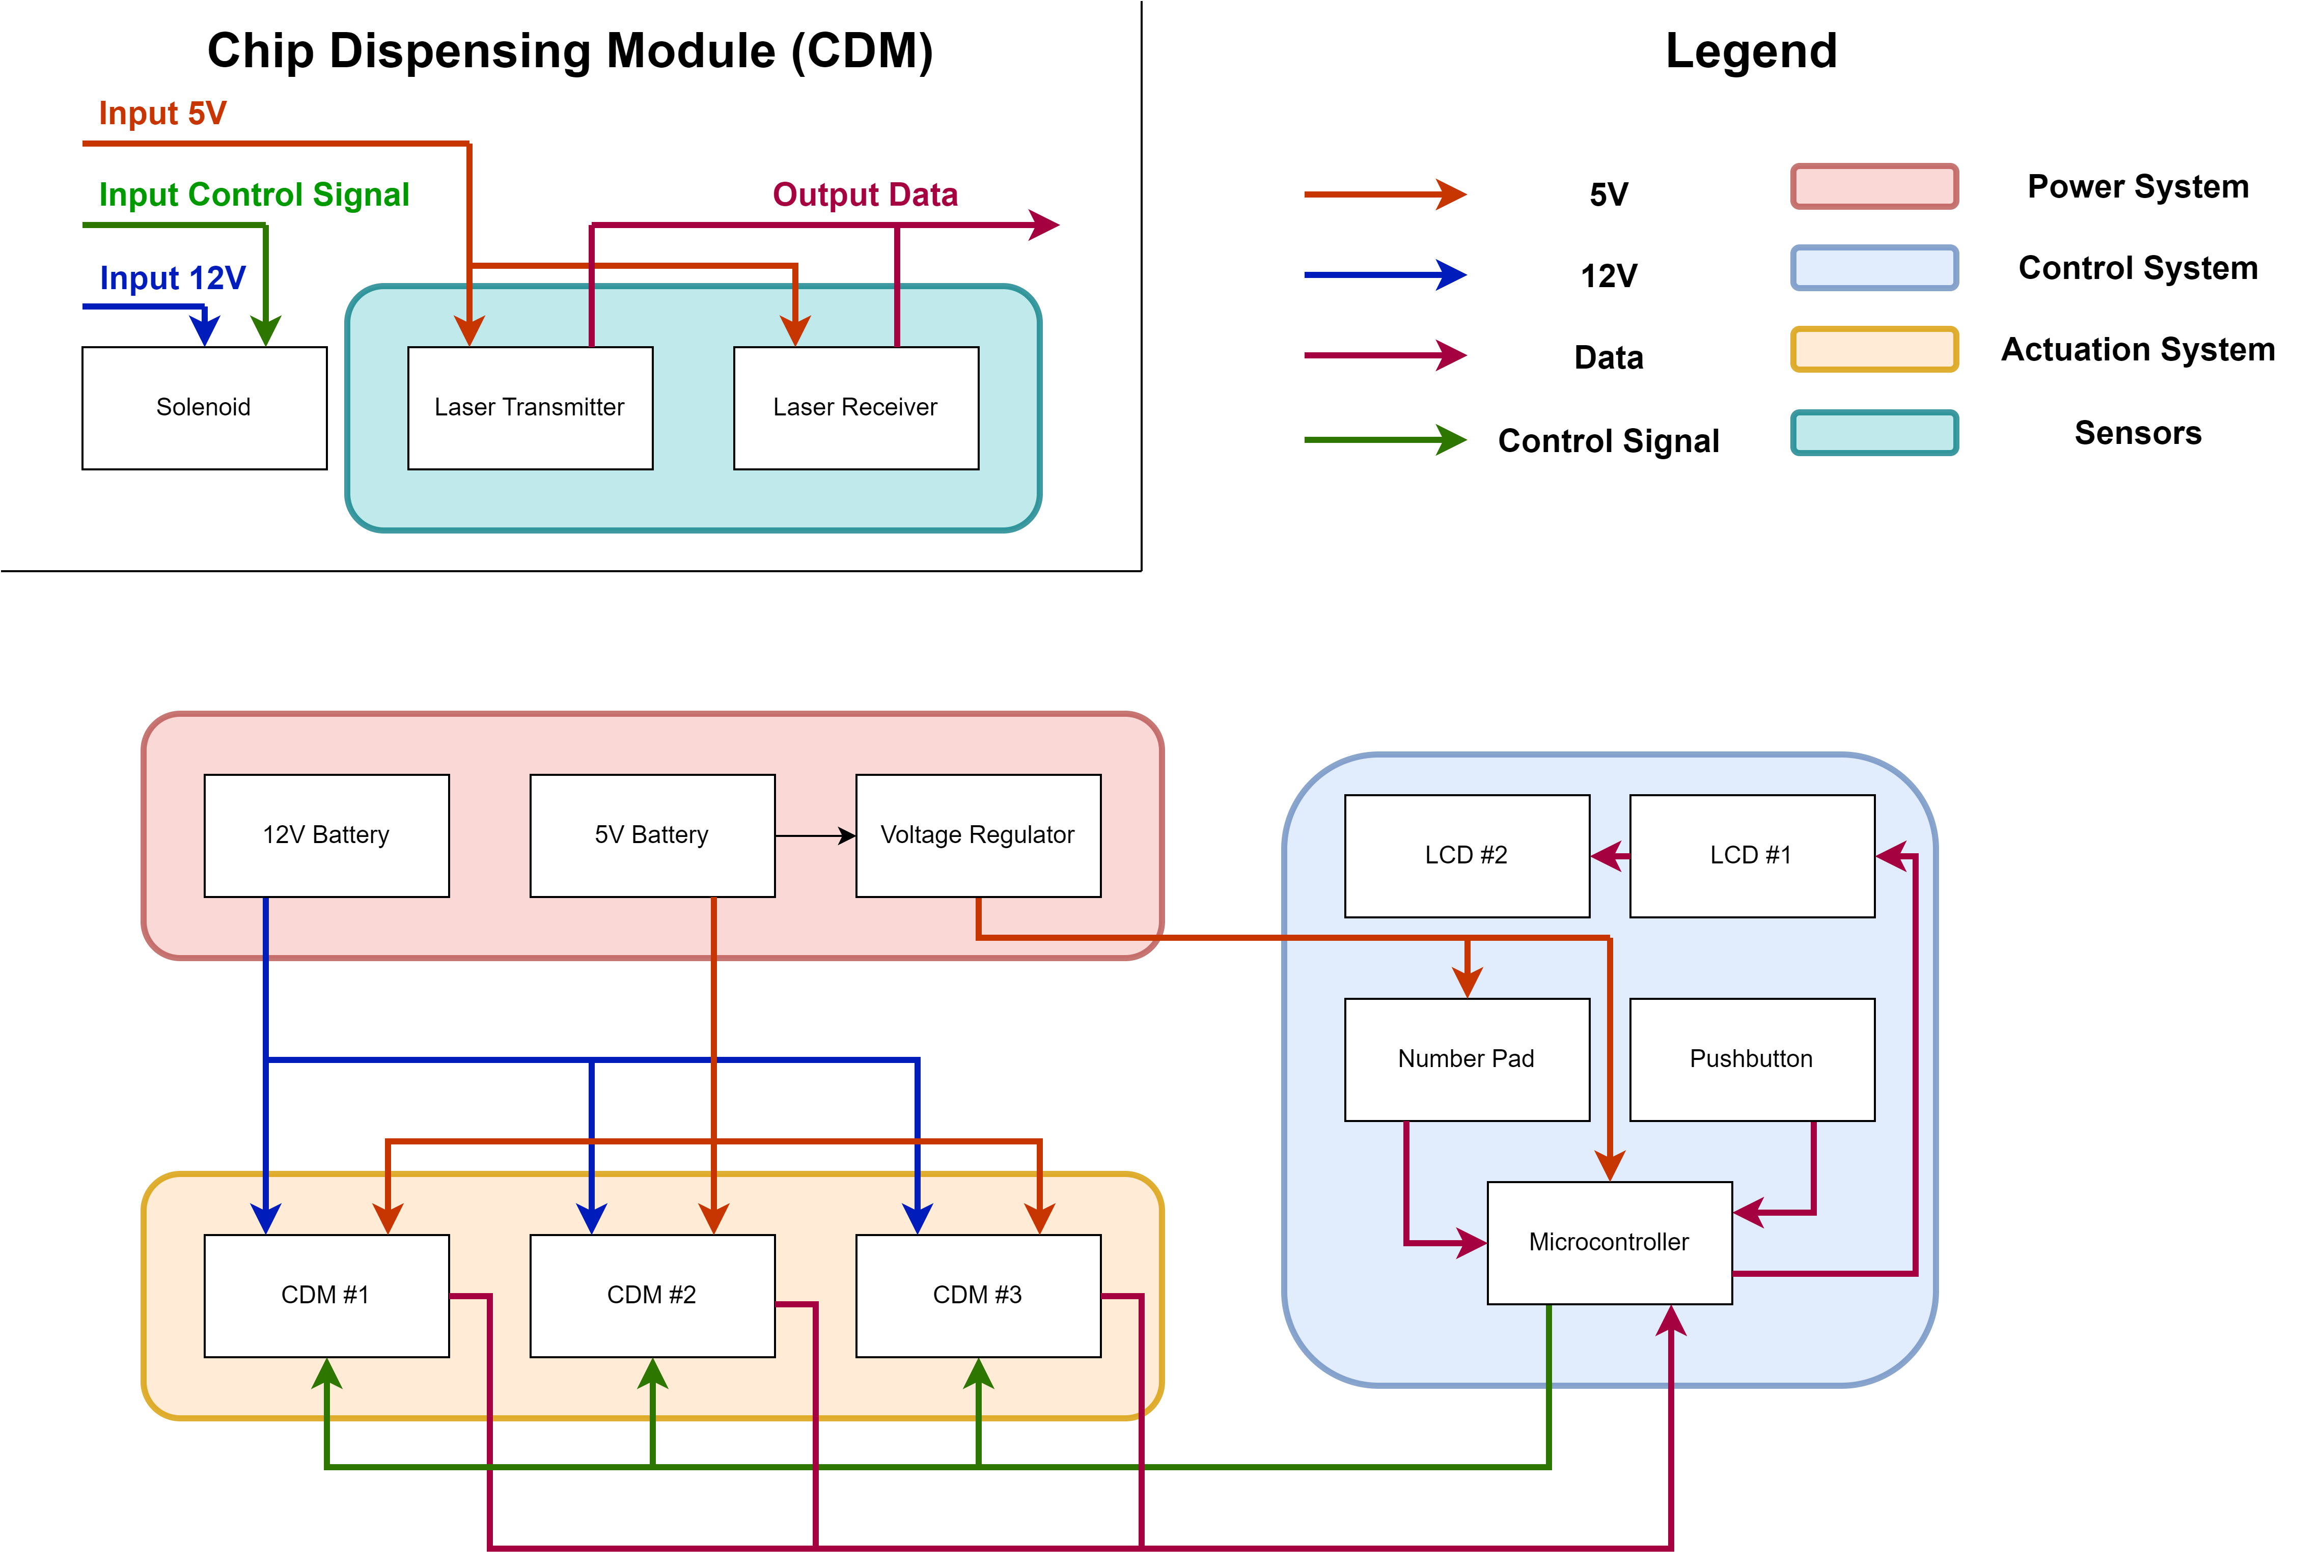 Chip Dispensing Module (CDM)
Input 5V
Input Control Signal
Output Data
Input 12V
Solenoid
Laser Transmitter
Laser Receiver
Legend
5V
Power System
12V
Control System
Data
Actuation System
Control Signal
Sensors
12V Battery
5V Battery
Voltage Regulator
LCD #2
LCD #1
Number Pad
Pushbutton
Microcontroller
CDM #1
CDM #2
CDM #3